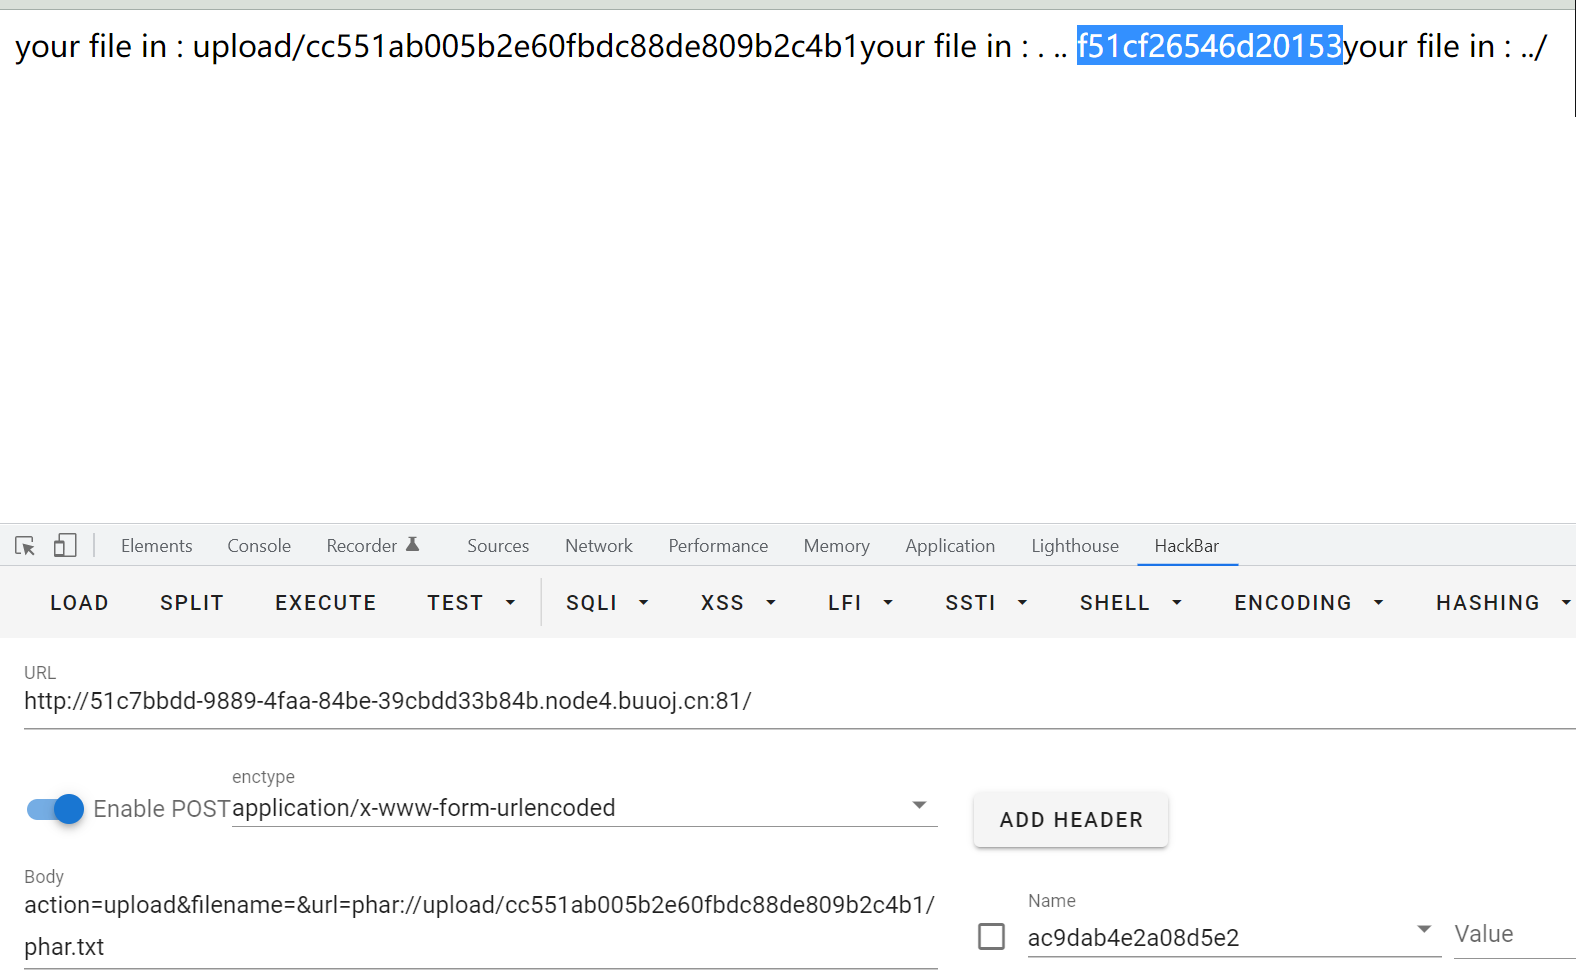 your file in : upload/cc551ab005b2e60fbdc88de809b2c4b1your file in : . .. f51cf26546d20153your file in : ../
Elements Console Recorder Sources Network Performance Memory Application Lighthouse HackBar
LOAD SPLIT EXECUTE TEST SQLI XSS LFI SSTI SHELL ENCODING HASHING
URL
http://51c7bbdd-9889-4faa-84be-39cbdd33b84b.node4.buuoj.cn:81/
enctype
Enable POST application/x-www-form-urlencoded
ADD HEADER
Body
action=upload&filename=&url=phar://upload/cc551ab005b2e60fbdc88de809b2c4b1/
phar.txt
Name
ac9dab4e2a08d5e2 Value